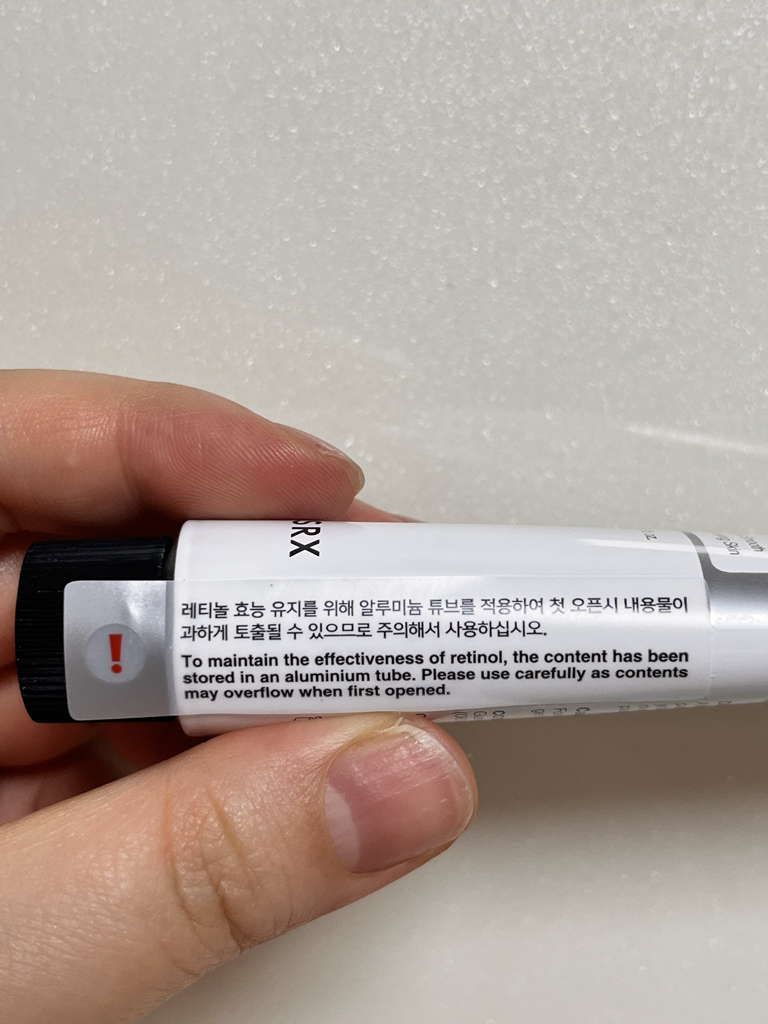 SRX
레티놀 효능 유지를 위해 알루미늄 튜브를 적용하여 첫 오픈시 내용물이
과하게 토출될 수 있으므로 주의해서 사용하십시오.
To maintain the effectiveness of retinol, the content has been
stored in an aluminium tube. Please use carefully as contents
may overflow when first opened.
!